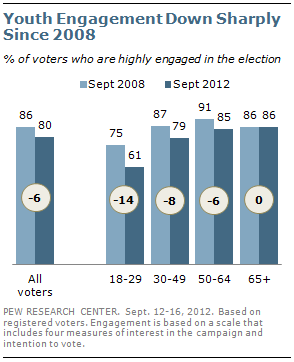 Youth Engagement Down Sharply
Since 2008
% of voters who are highly engaged in the election
Sept 2008 Sept 2012
86 80 75 61 87 79 91 85 86 86
-6 -14 -8 -6 0
All
voters
18-29 30-49 50-64 65+
PEW RESEARCH CENTER. Sept. 12-16, 2012. Based on
registered voters. Engagement is based on a scale that
includes four measures of interest in the campaign and
intention to vote.